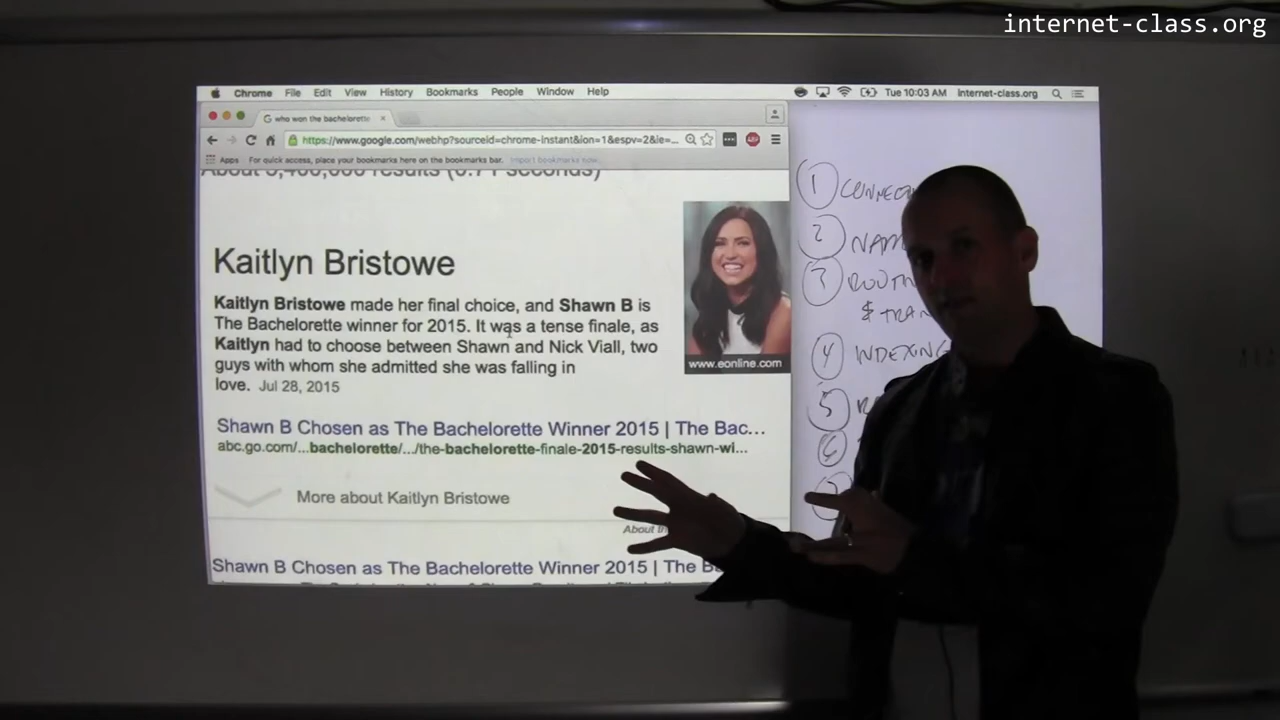 internet-class.org
Chrome File Edit View History Bookmarks People Window Help Tue 10:03 AM internet-class.org
who won the bachelorette
https://www.google.com/webhp?sourceid=chrome-instant&ion=1&espv=2&ie=...
Apps For quick access, place your bookmarks here on the bookmarks bar. Import bookmarks now...
results
seconds)
Kaitlyn Bristowe
Kaitlyn Bristowe made her final choice, and Shawn B is
The Bachelorette winner for 2015. It was a tense finale, as
Kaitlyn had to choose between Shawn and Nick Viall, two
guys with whom she admitted she was falling in
love. Jul 28, 2015
www.eonline.com
Shawn B Chosen as The Bachelorette Winner 2015 | The Bac...
abc.go.com/...bachelorette/.../the-bachelorette-finale-2015-results-shawn-wi...
More about Kaitlyn Bristowe
About
Shawn B Chosen as The Bachelorette Winner 2015 | The B
1
2
3
& TRAN
4 INDEXING
5
6